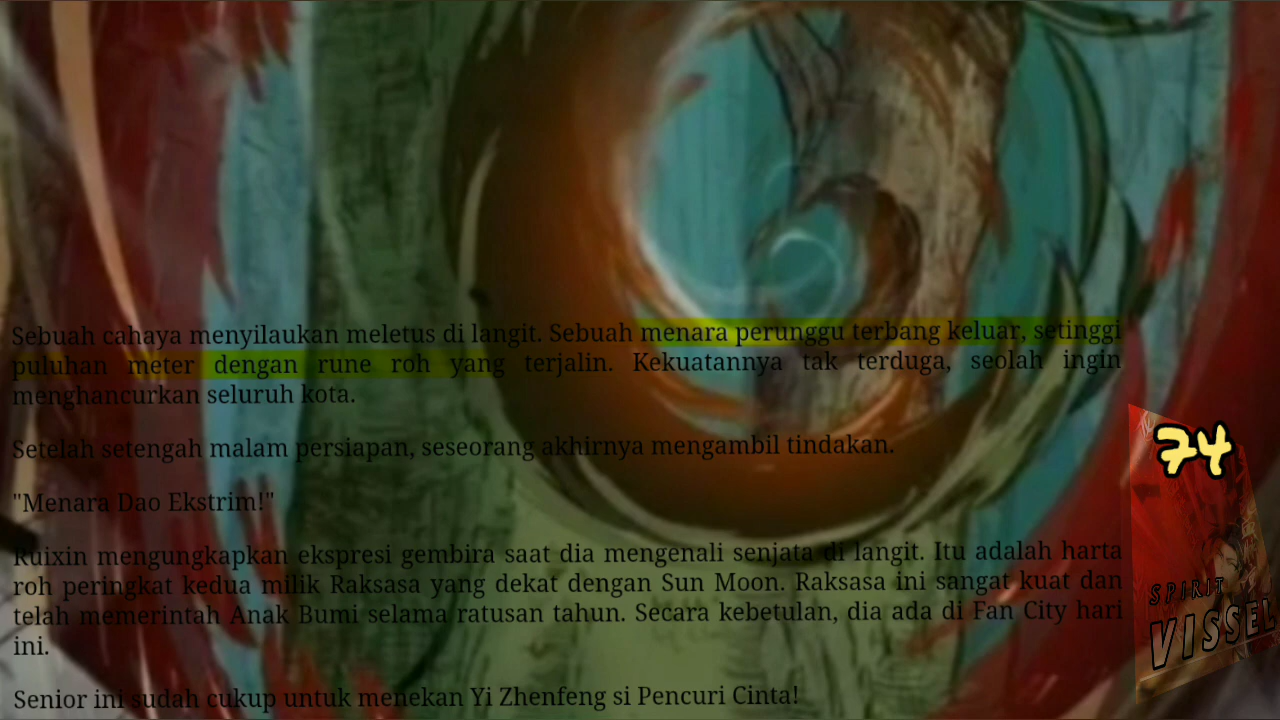 Sebuah cahaya menyilaukan meletus di langit. Sebuah menara perunggu terbang keluar, setinggi
puluhan meter dengan rune roh yang terjalin. Kekuatannya tak terduga, seolah ingin
menghancurkan seluruh kota.
Setelah setengah malam persiapan, seseorang akhirnya mengambil tindakan.
"Menara Dao Ekstrim!"
Ruixin mengungkapkan ekspresi gembira saat dia mengenali senjata di langit. Itu adalah harta
roh peringkat kedua milik Raksasa yang dekat dengan Sun Moon. Raksasa ini sangat kuat dan
telah memerintah Anak Bumi selama ratusan tahun. Secara kebetulan, dia ada di Fan City hari
ini.
Senior ini sudah cukup untuk menekan Yi Zhenfeng si Pencuri Cinta!
74
SPIRIT
VISSEL